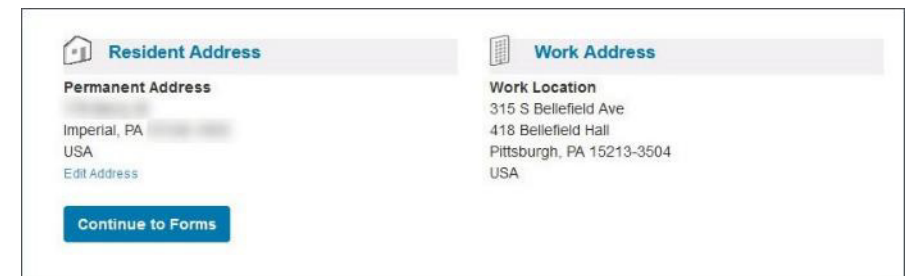 Resident Address
Permanent Address
Imperial, PA
USA
Edit Address
Continue to Forms
Work Address
Work Location
315 S Bellefield Ave
418 Bellefield Hall
Pittsburgh, PA 15213-3504
USA